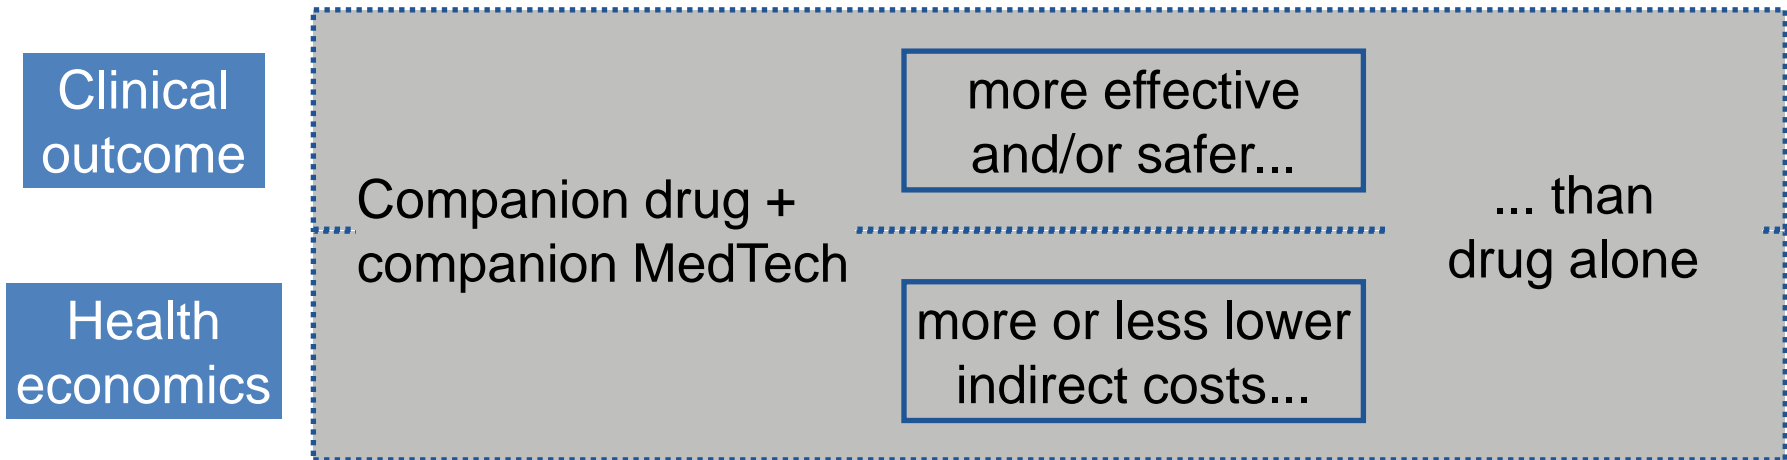 Clinical
outcome
Health
economics
Companion drug +
companion MedTech
more effective
and/or safer...
more or less lower
indirect costs...
... than
drug alone